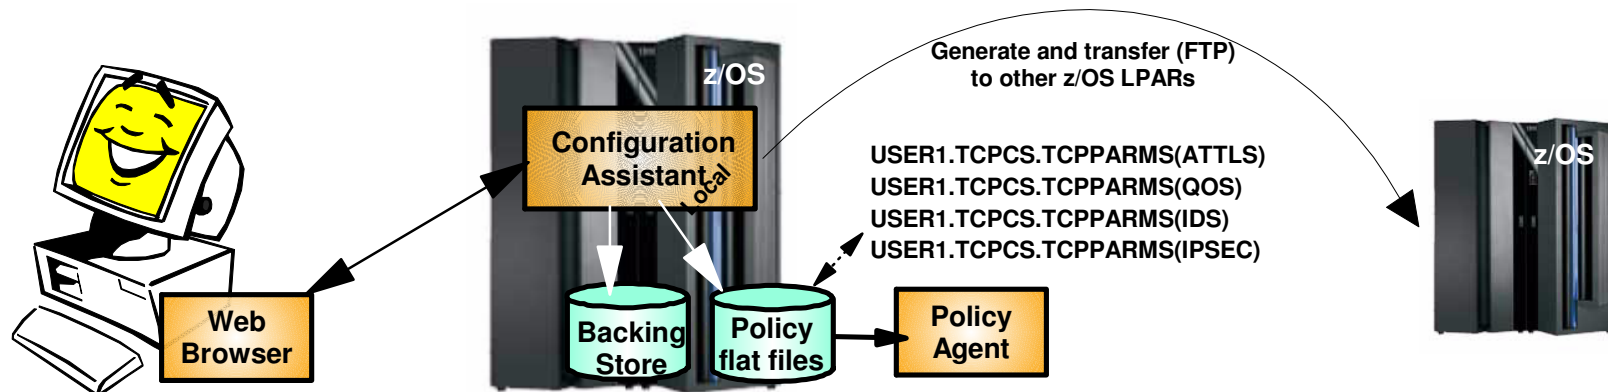 z/OS
Generate and transfer (FTP)
to other z/OS LPARs
Configuration
Assistant
Local
USER1.TCPCS.TCPPARMS(ATTLS)
USER1.TCPCS.TCPPARMS(QOS)
USER1.TCPCS.TCPPARMS(IDS)
USER1.TCPCS.TCPPARMS(IPSEC)
z/OS
Web
Browser
Backing
Store
Policy
flat files
Policy
Agent